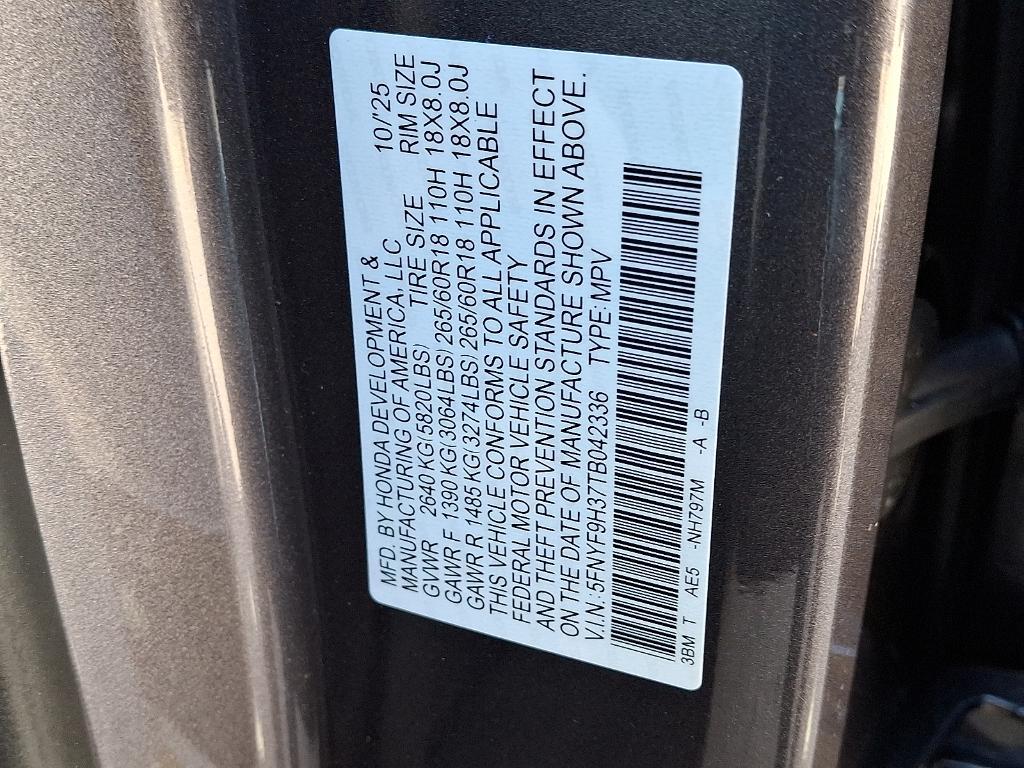 MFD. BY HONDA DEVELOPMENT & 10/'25
MANUFACTURING OF AMERICA, LLC
GVWR 2640 KG(5820LBS) TIRE SIZE RIM SIZE
GAWR F 1390 KG(3064LBS) 265/60R18 110H 18X8.0J
GAWR R 1485 KG(3274LBS) 265/60R18 110H 18X8.0J
THIS VEHICLE CONFORMS TO ALL APPLICABLE
FEDERAL MOTOR VEHICLE SAFETY
AND THEFT PREVENTION STANDARDS IN EFFECT
ON THE DATE OF MANUFACTURE SHOWN ABOVE.
V.I.N. 5FNYF9H37TB042336 TYPE:MPV
3BM T AE5 -NH797M -A -B